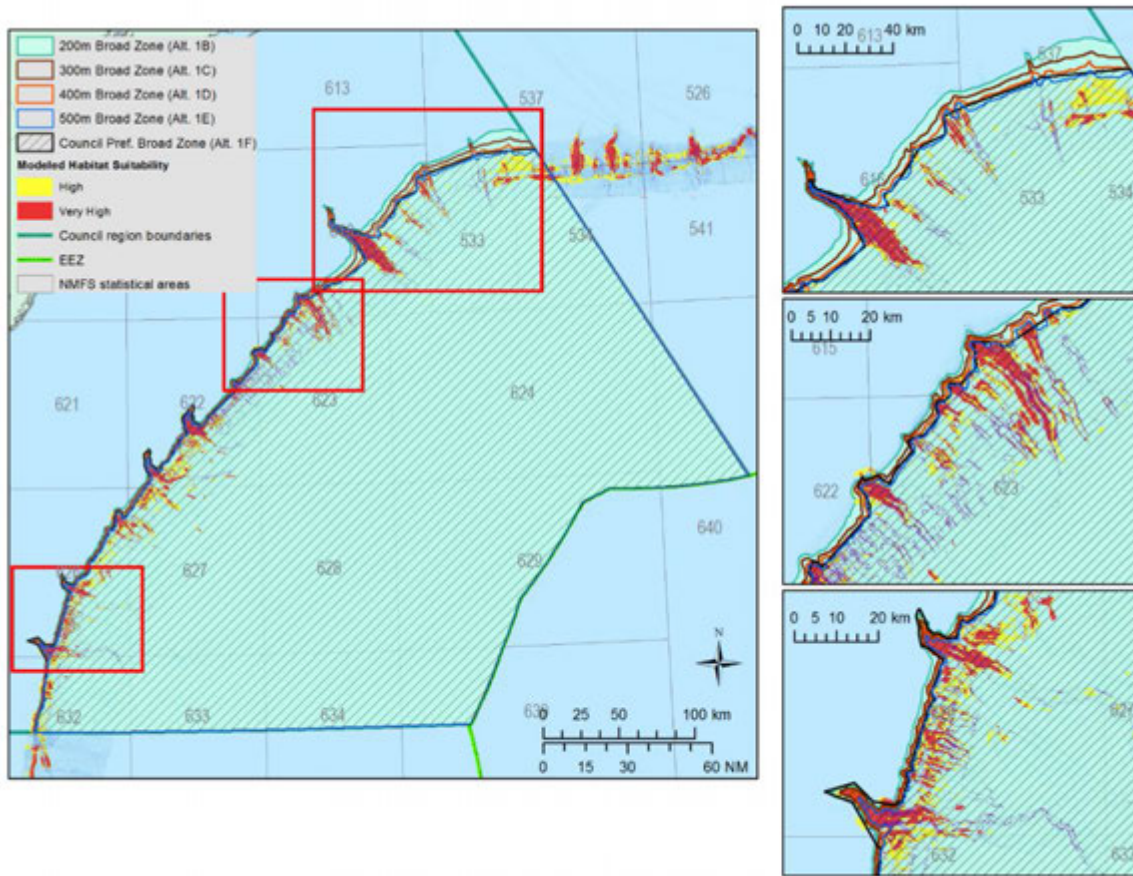 200m Broad Zone (Alt. 1B)
300m Broad Zone (Alt. 1C)
400m Broad Zone (Alt. 1D)
500m Broad Zone (Alt. 1E)
Council Pref. Broad Zone (Alt. 1F)
Modeled Habitat Suitability
High
Very High
Council region boundaries
EEZ
NMFS statistical areas
613
537
526
533
534
541
621
622
623
624
640
627
628
629
632
633
634
N
0 25 50 100 km
0 15 30 60 NM
0 10 20 40 km
613
537
533
534
0 5 10 20 km
615
622
623
0 5 10 20 km
632
633